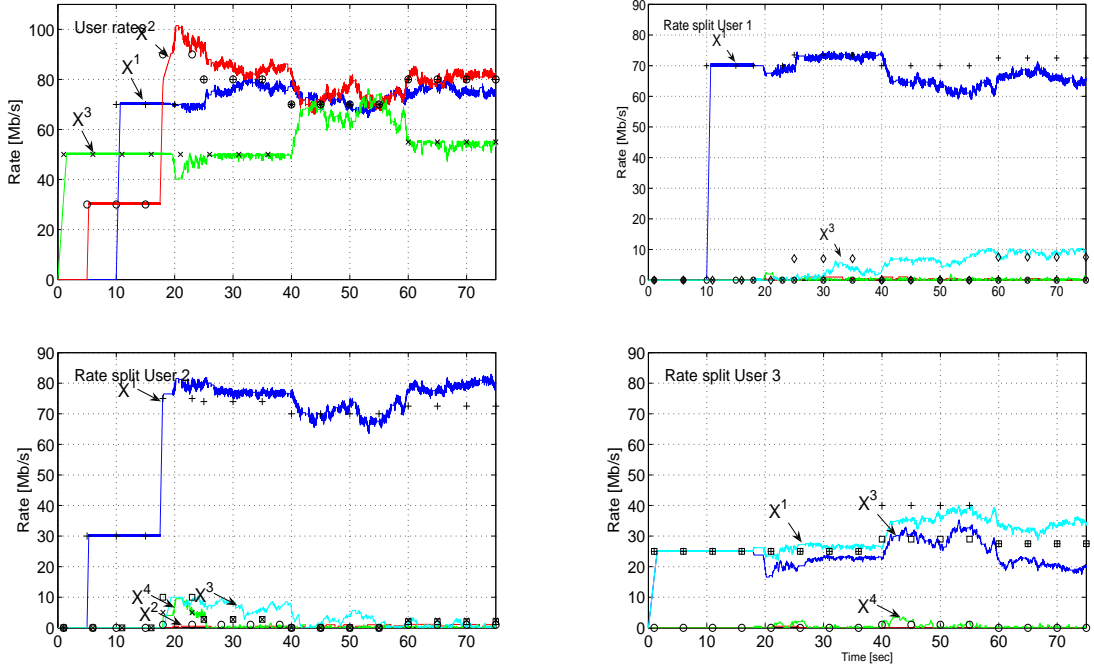 User rates
X²
X¹
X³
Rate [Mb/s]
0 20 40 60 80 100
0 10 20 30 40 50 60 70
Rate split User 1
X¹
X³
Rate [Mb/s]
0 10 20 30 40 50 60 70 80 90
0 10 20 30 40 50 60 70
Rate split User 2
X¹
X⁴
X³
X²
Rate [Mb/s]
0 10 20 30 40 50 60 70 80 90
0 10 20 30 40 50 60 70
Rate split User 3
X¹
X³
X⁴
Rate [Mb/s]
0 10 20 30 40 50 60 70 80 90
0 10 20 30 40 50 60 70
Time [sec]